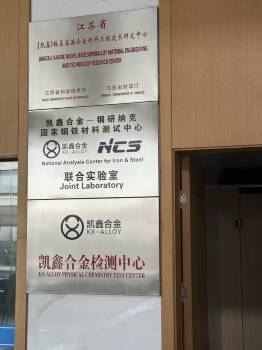 江苏省
(凯鑫)镍基高温合金材料工程技术研究中心
JIANGSU KAIXIN NICKEL BASE SUPERALLOY MATERIAL ENGINEERING
AND TECHNOLOGY RESEARCH CENTER
江苏省科学技术厅 江苏省财政厅
凯鑫合金—钢研纳克
国家钢铁材料测试中心
凯鑫合金 NCS
KX-ALLOY
National Analysis Center for Iron & Steel
联合实验室
Joint Laboratory
凯鑫合金
KX-ALLOY
凯鑫合金检测中心
KX-ALLOY PHYSICAL CHEMISTRY TEST CENTER